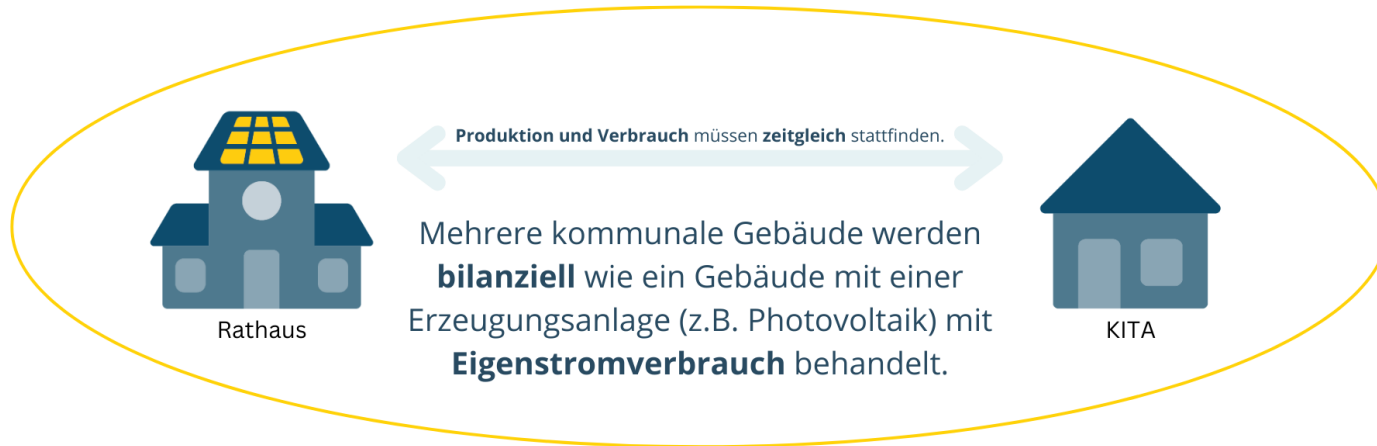 Produktion und Verbrauch müssen zeitgleich stattfinden.
Mehrere kommunale Gebäude werden
bilanziell wie ein Gebäude mit einer
Erzeugungsanlage (z.B. Photovoltaik) mit
Eigenstromverbrauch behandelt.
Rathaus
KITA